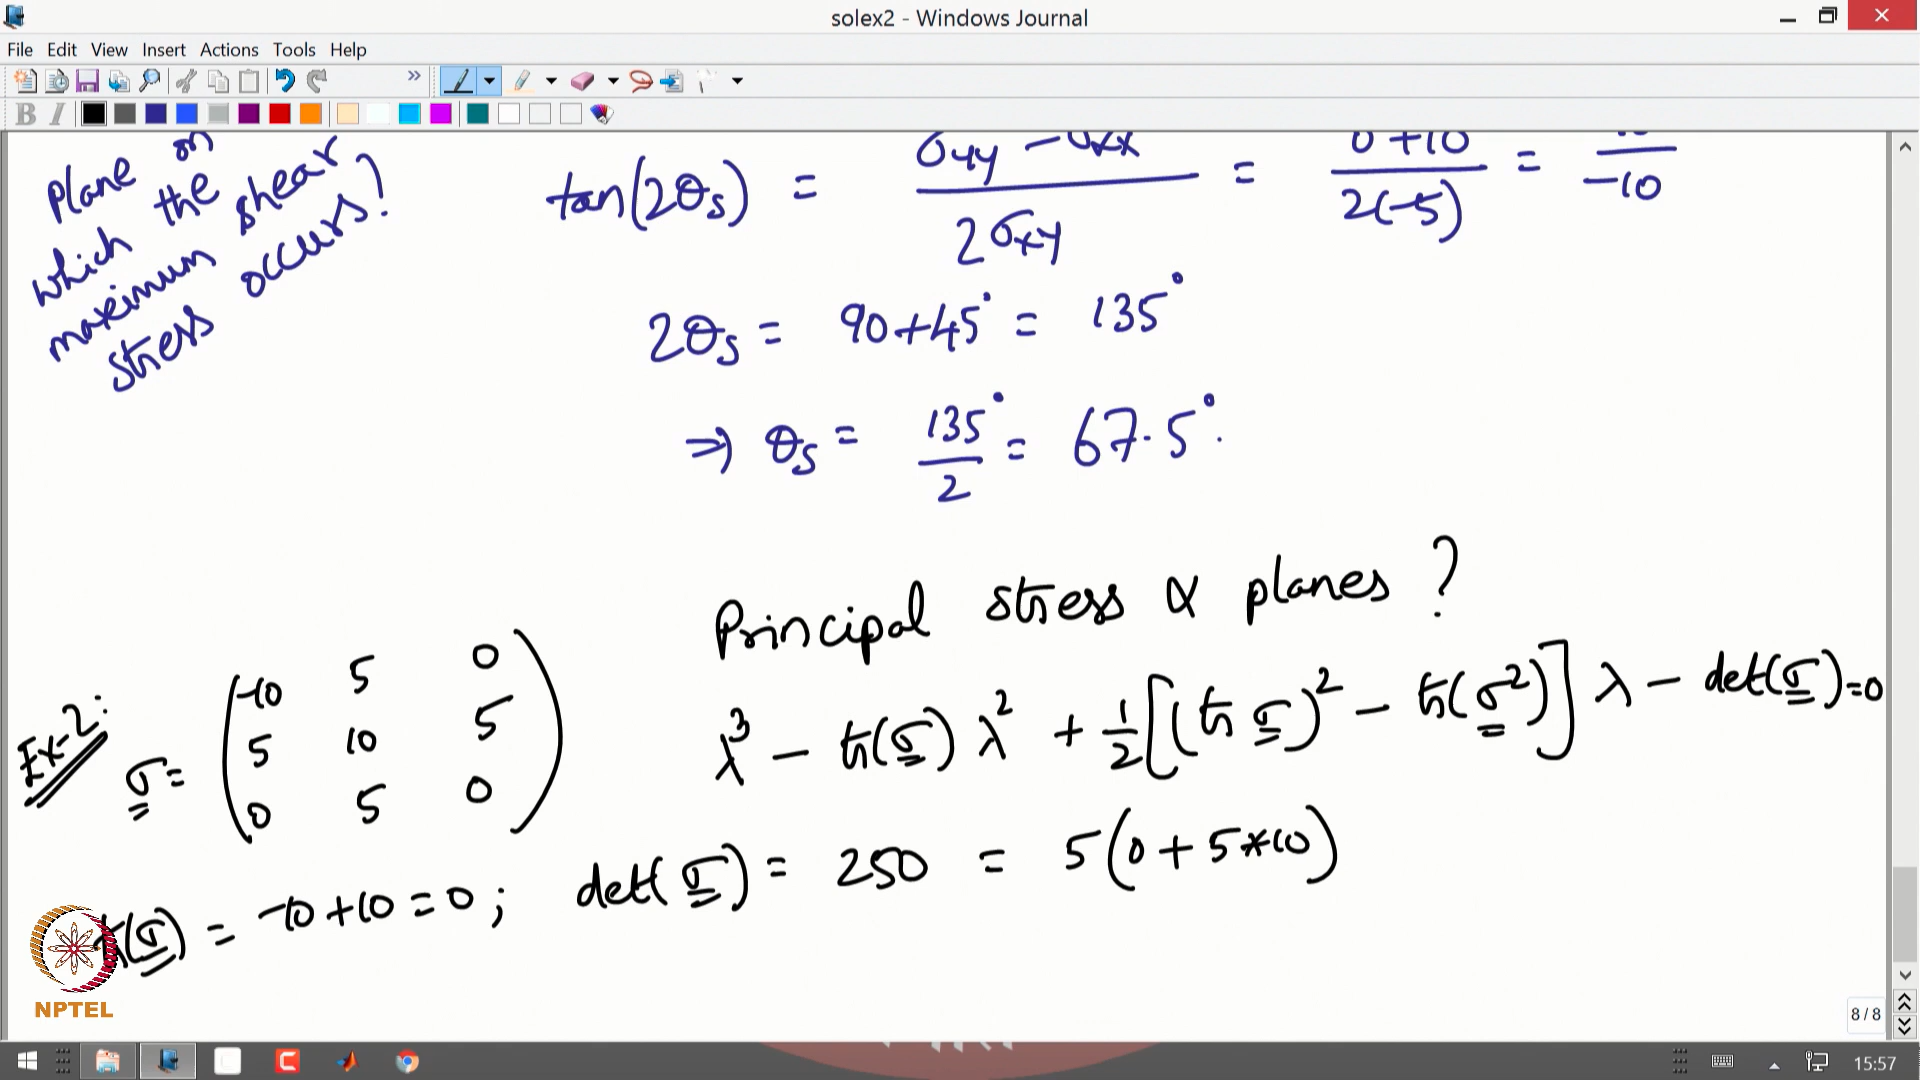 solex2 - Windows Journal
File Edit View Insert Actions Tools Help
B I
Plane on
which the
maximum shear
stress occurs?
tan(2θs) = σyy - σxx / 2σxy = 0+10 / 2(-5) = 10 / -10
2θs = 90+45° = 135°
⇒ θs = 135° / 2 = 67.5°.
Principal stress & planes?
Ex-2: σ = (-10 5 0
5 10 5
0 5 0)
λ³ - tr(σ) λ² + 1/2 [(tr σ)² - tr(σ²)] λ - det(σ) = 0
tr(σ) = -10+10 = 0; det(σ) = 250 = 5(0+5*10)
NPTEL
8 / 8
15:57